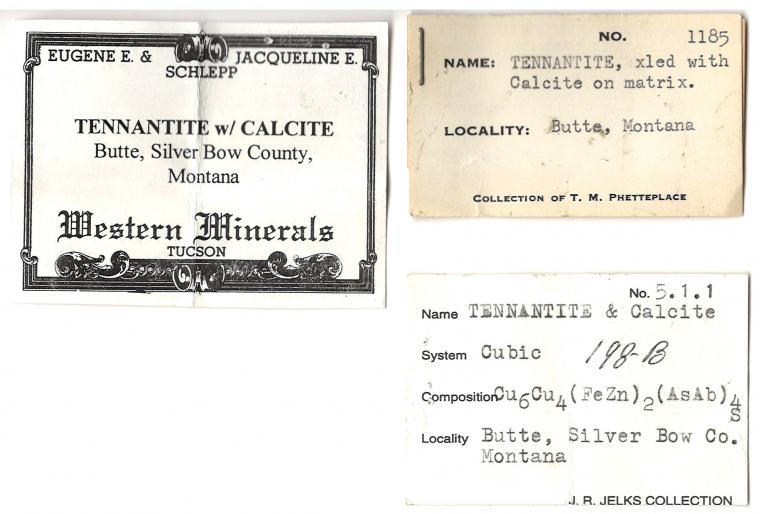 EUGENE E. & JACQUELINE E.
SCHLEPP
TENNANTITE w/ CALCITE
Butte, Silver Bow County,
Montana
Western Minerals
TUCSON
NO. 1185
NAME: TENNANTITE, xled with
Calcite on matrix.
LOCALITY: Butte, Montana
COLLECTION OF T. M. PHETTEPLACE
No. 5.1.1
Name TENNANTITE & Calcite
System Cubic 198-B
Composition Cu6Cu4(FeZn)2(AsAb)4
S
Locality Butte, Silver Bow Co.
Montana
J. R. JELKS COLLECTION